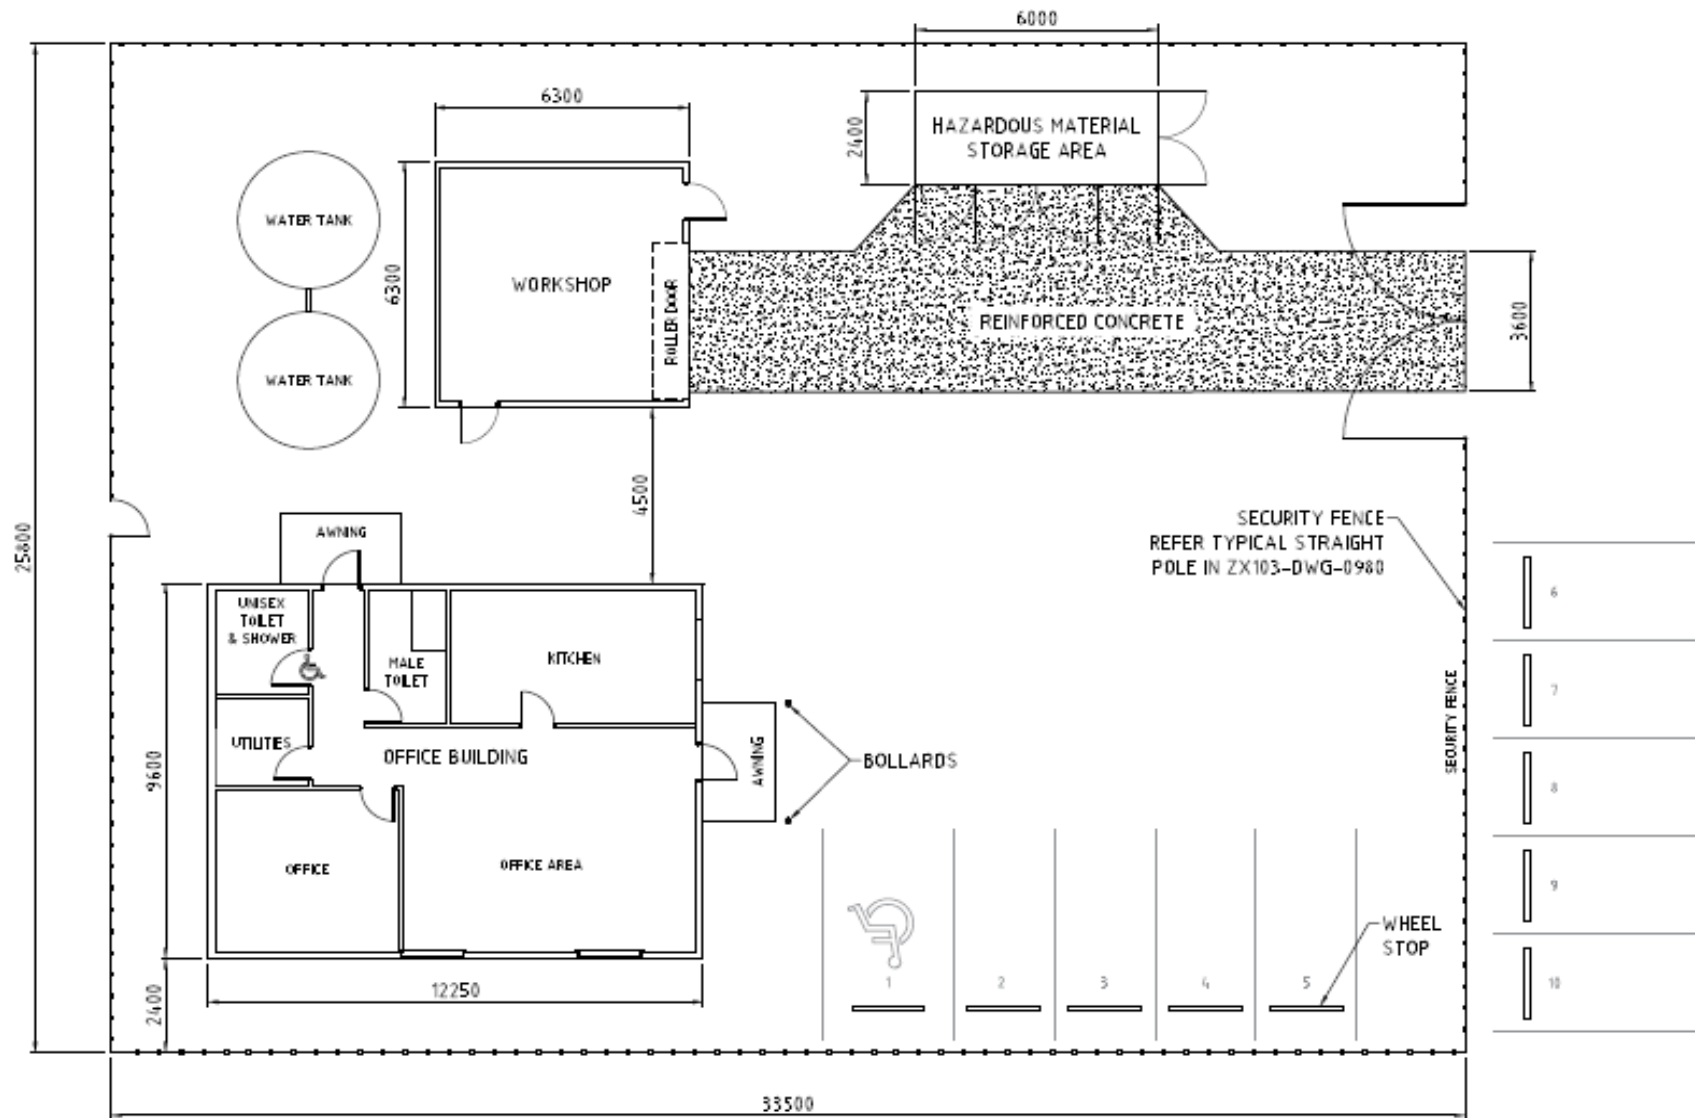 6000
6300
2400
HAZARDOUS MATERIAL
STORAGE AREA
WATER TANK
6300
WORKSHOP
ROLLER DOOR
REINFORCED CONCRETE
3600
WATER TANK
25800
4500
AWNING
SECURITY FENCE
REFER TYPICAL STRAIGHT
POLE IN ZX103-DWG-0980
UNISEX
TOILET
& SHOWER
MALE
TOILET
KITCHEN
6
7
SECURITY FENCE
UTILITIES
OFFICE BUILDING
AWNING
BOLLARDS
9600
8
OFFICE
OFFICE AREA
9
WHEEL
STOP
12250
2400
1
2
3
4
5
10
33500